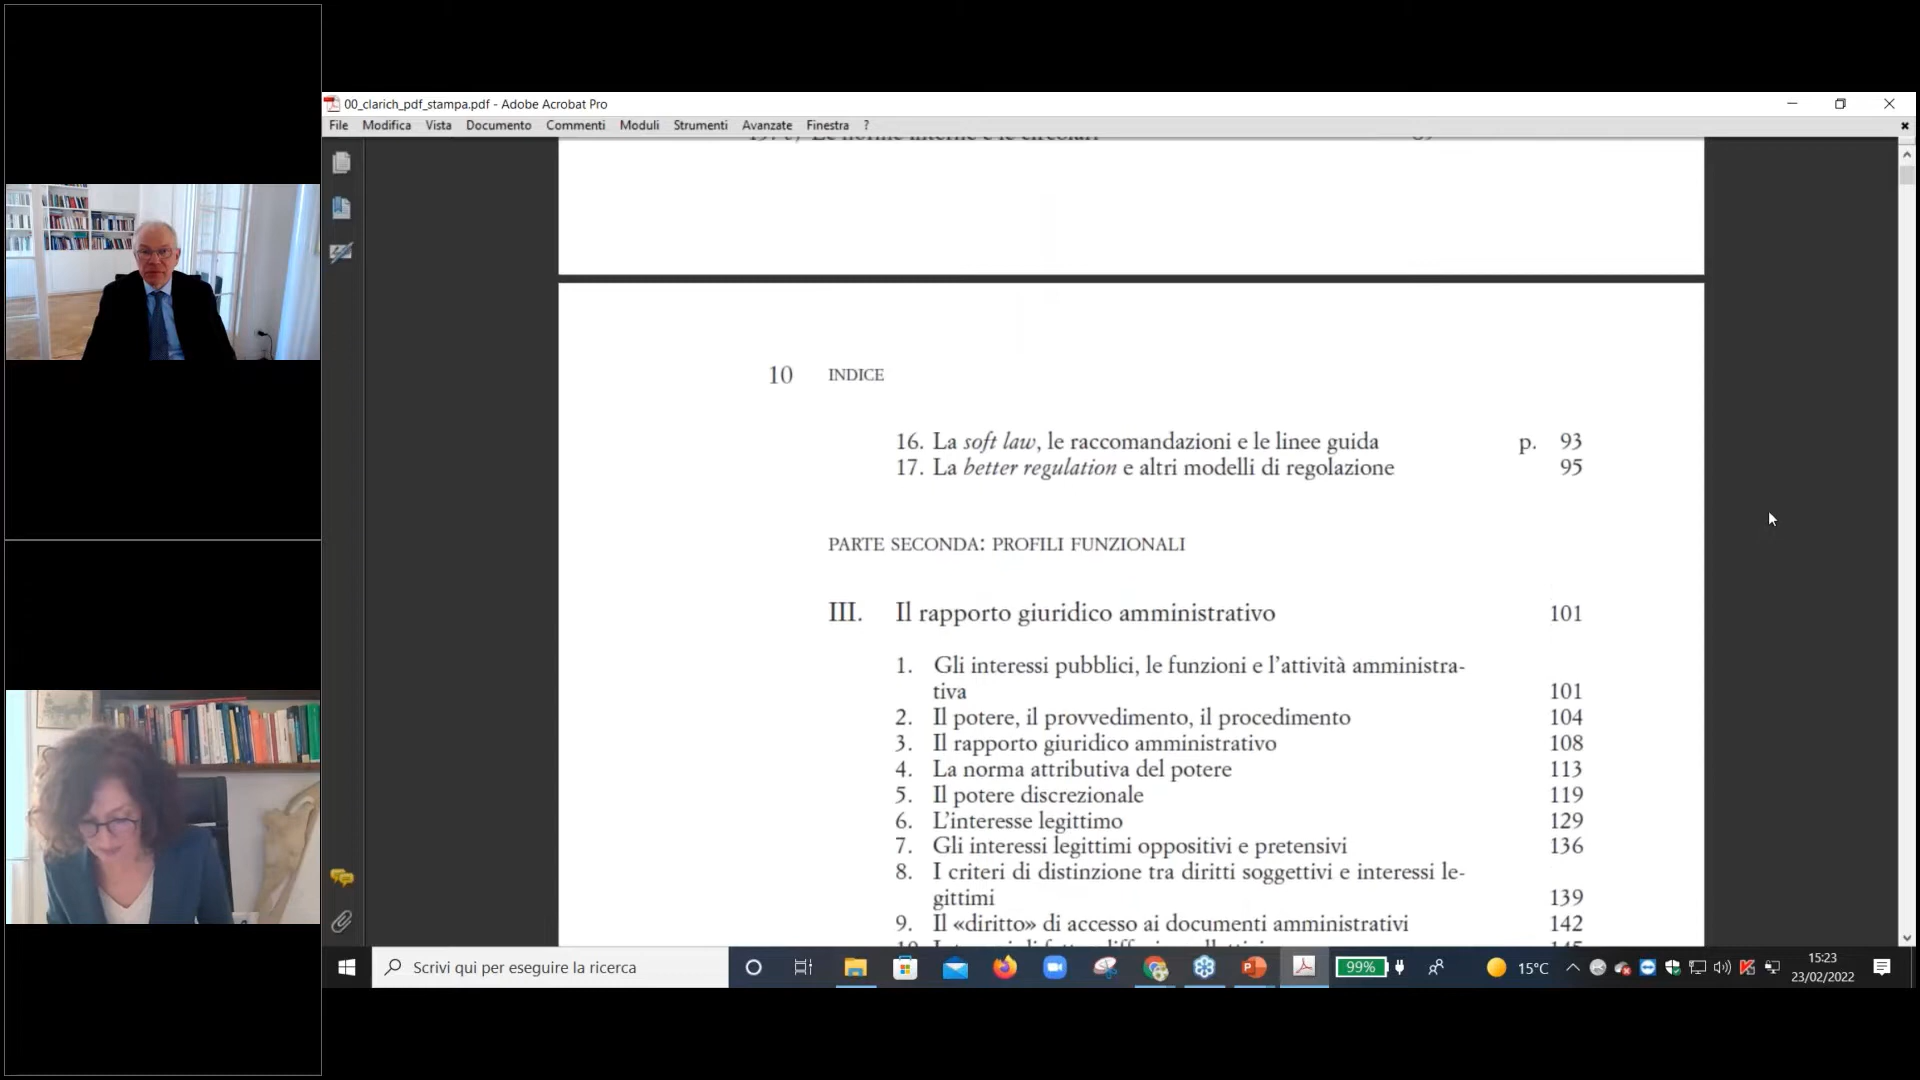 00_clarich_pdf_stampa.pdf - Adobe Acrobat Pro
File Modifica Vista Documento Commenti Moduli Strumenti Avanzate Finestra ?
10 INDICE
16. La soft law, le raccomandazioni e le linee guida p. 93
17. La better regulation e altri modelli di regolazione 95
PARTE SECONDA: PROFILI FUNZIONALI
III. Il rapporto giuridico amministrativo 101
1. Gli interessi pubblici, le funzioni e l'attività amministra-
tiva 101
2. Il potere, il provvedimento, il procedimento 104
3. Il rapporto giuridico amministrativo 108
4. La norma attributiva del potere 113
5. Il potere discrezionale 119
6. L'interesse legittimo 129
7. Gli interessi legittimi oppositivi e pretensivi 136
8. I criteri di distinzione tra diritti soggettivi e interessi le-
gittimi 139
9. Il «diritto» di accesso ai documenti amministrativi 142
Scrivi qui per eseguire la ricerca
99%
15°C
15:23
23/02/2022